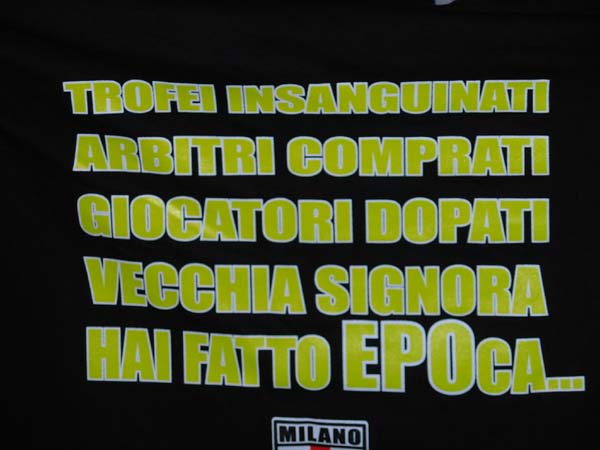 TROFEI INSANGUINATI
ARBITRI COMPRATI
GIOCATORI DOPATI
VECCHIA SIGNORA
HAI FATTO EPOCA...
MILANO